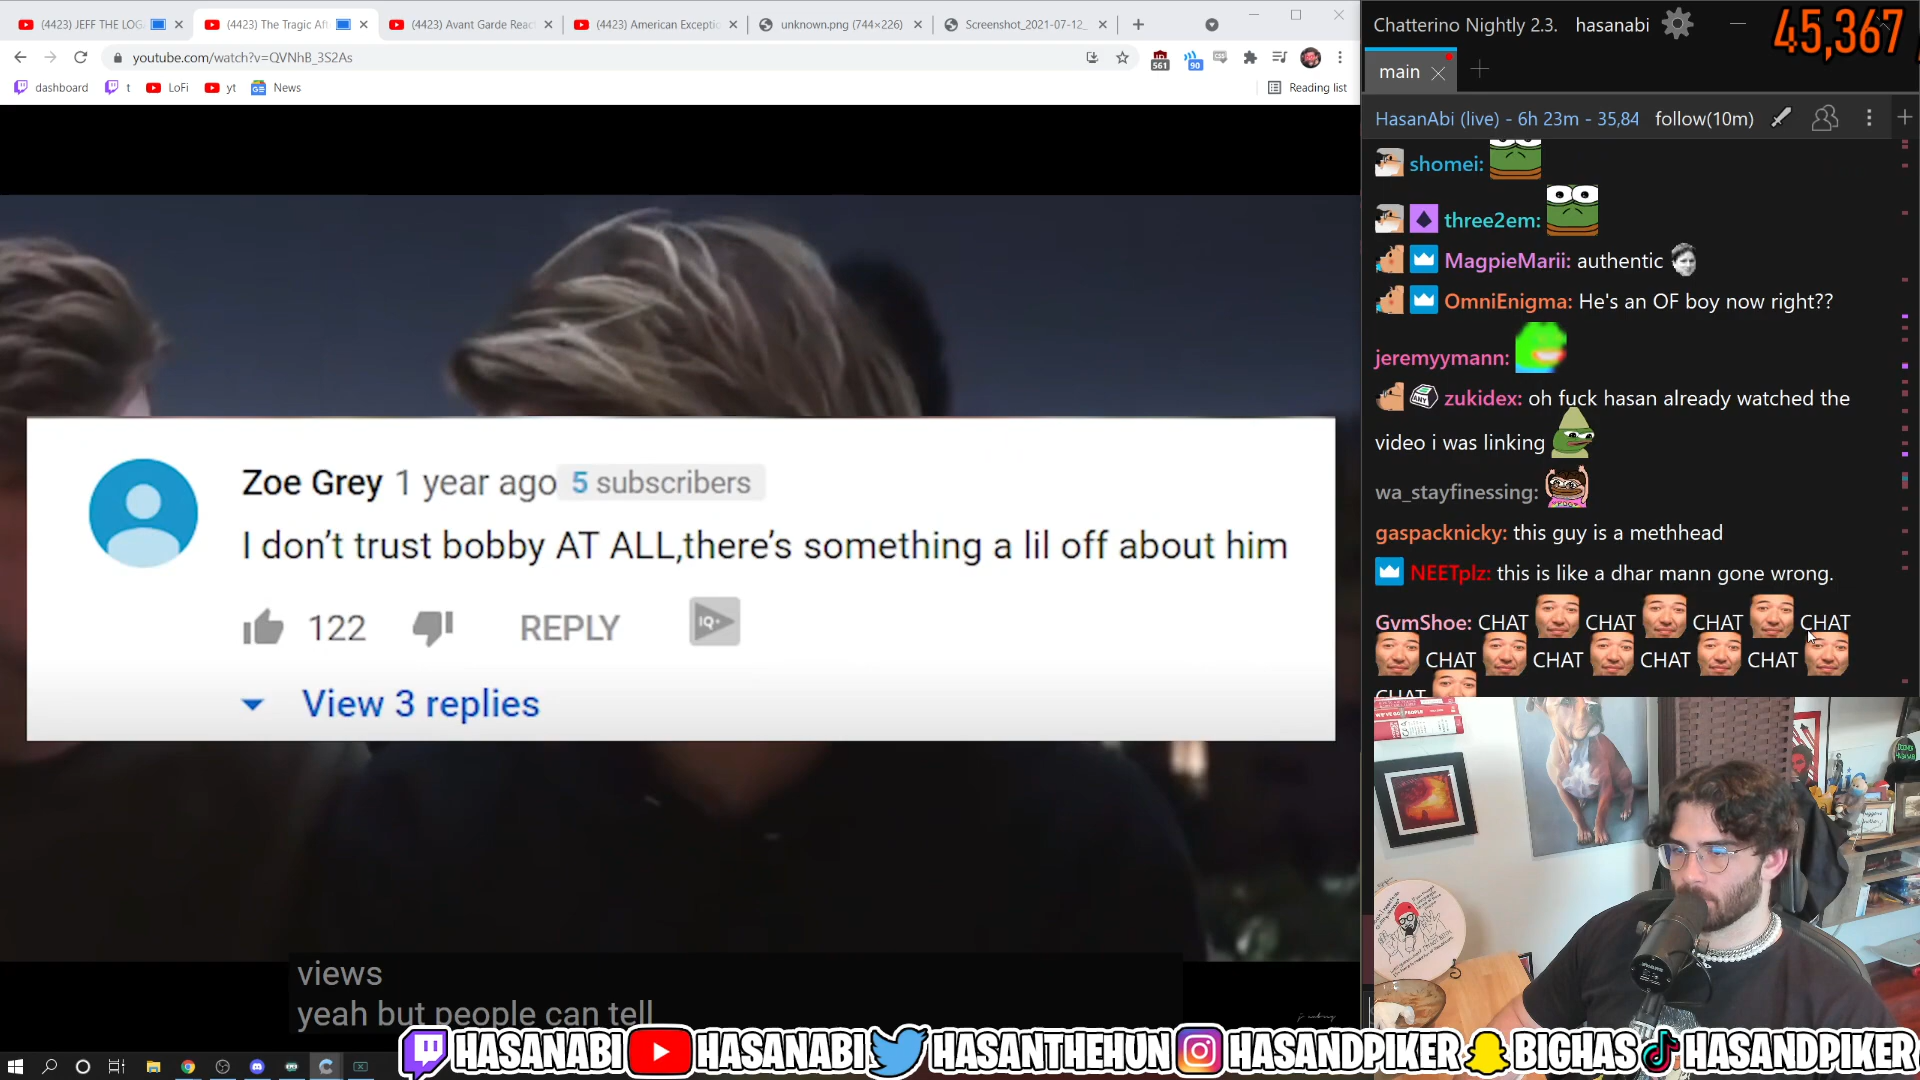 (4423) JEFF THE LOG
(4423) The Tragic Aft
(4423) Avant Garde Reac
(4423) American Exceptio
unknown.png (744×226)
Screenshot_2021-07-12_
youtube.com/watch?v=QVNhB_3S2As
561
90
dashboard
t
LoFi
yt
News
Reading list
Zoe Grey 1 year ago 5 subscribers
I don't trust bobby AT ALL,there's something a lil off about him
122
REPLY
IQ+
View 3 replies
views
yeah but people can tell
Chatterino Nightly 2.3.
hasanabi
45,367
main
HasanAbi (live) - 6h 23m - 35,84
follow(10m)
shomei:
three2em:
MagpieMarii: authentic
OmniEnigma: He's an OF boy now right??
jeremyymann:
zukidex: oh fuck hasan already watched the
video i was linking
wa_stayfinessing:
gaspacknicky: this guy is a methhead
NEETplz: this is like a dhar mann gone wrong.
GvmShoe: CHAT CHAT CHAT CHAT
CHAT CHAT CHAT CHAT
CHAT
HASANABI HASANABI HASANTHEHUN HASANDPIKER BIGHAS HASANDPIKER